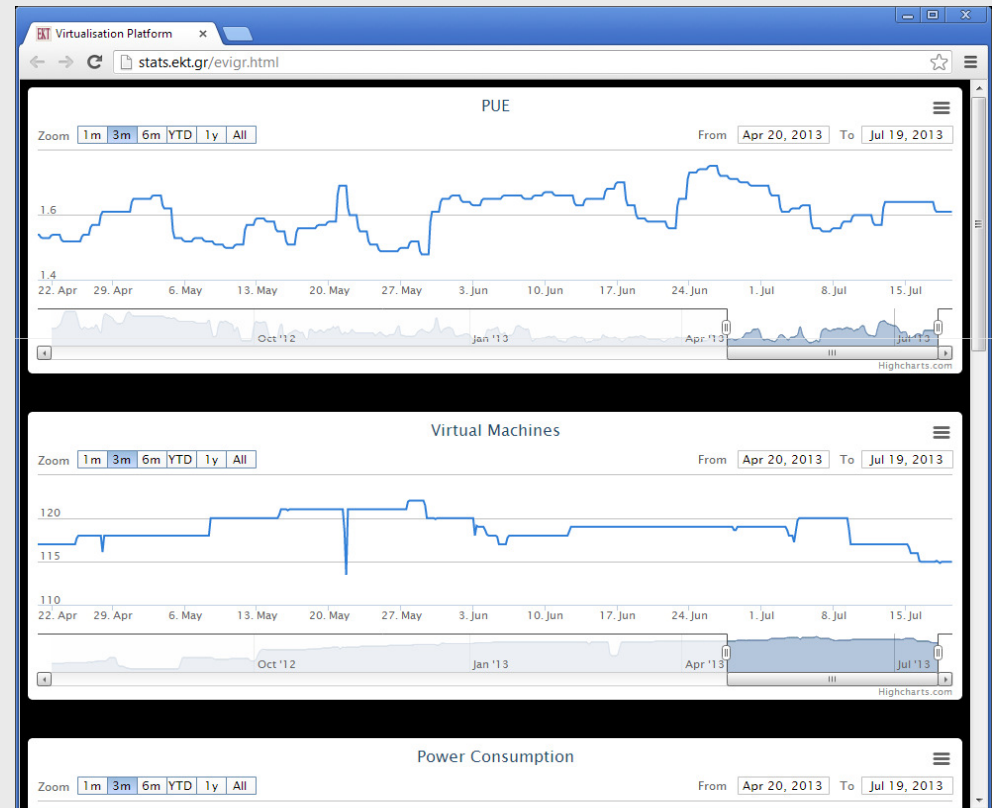 EKT Virtualisation Platform ×
stats.ekt.gr/evigr.html
PUE
Zoom 1m 3m 6m YTD 1y All From Apr 20, 2013 To Jul 19, 2013
1.6
1.4
22. Apr 29. Apr 6. May 13. May 20. May 27. May 3. Jun 10. Jun 17. Jun 24. Jun 1. Jul 8. Jul 15. Jul
Oct '12 Jan '13 Apr '13 Jul '13
Highcharts.com
Virtual Machines
Zoom 1m 3m 6m YTD 1y All From Apr 20, 2013 To Jul 19, 2013
120
115
110
22. Apr 29. Apr 6. May 13. May 20. May 27. May 3. Jun 10. Jun 17. Jun 24. Jun 1. Jul 8. Jul 15. Jul
Oct '12 Jan '13 Apr '13 Jul '13
Highcharts.com
Power Consumption
Zoom 1m 3m 6m YTD 1y All From Apr 20, 2013 To Jul 19, 2013